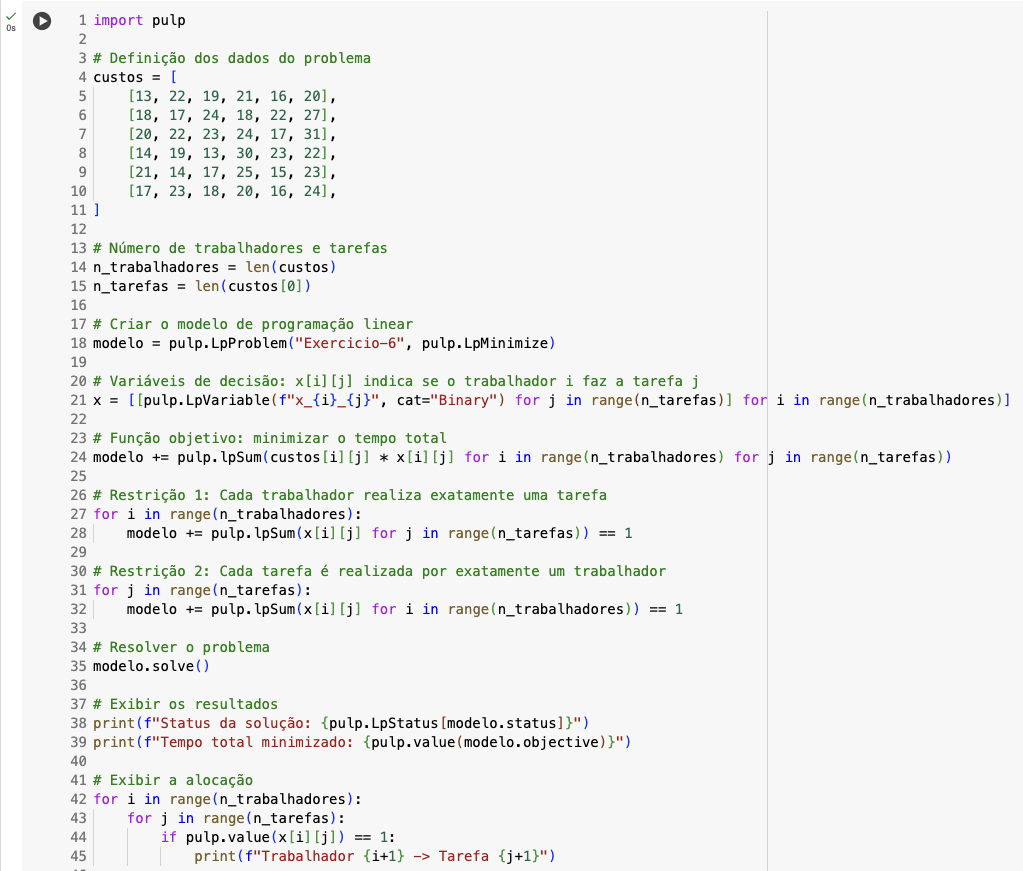 0s
1 import pulp
2
3 # Definição dos dados do problema
4 custos = [
5     [13, 22, 19, 21, 16, 20],
6     [18, 17, 24, 18, 22, 27],
7     [20, 22, 23, 24, 17, 31],
8     [14, 19, 13, 30, 23, 22],
9     [21, 14, 17, 25, 15, 23],
10     [17, 23, 18, 20, 16, 24],
11 ]
12
13 # Número de trabalhadores e tarefas
14 n_trabalhadores = len(custos)
15 n_tarefas = len(custos[0])
16
17 # Criar o modelo de programação linear
18 modelo = pulp.LpProblem("Exercicio-6", pulp.LpMinimize)
19
20 # Variáveis de decisão: x[i][j] indica se o trabalhador i faz a tarefa j
21 x = [[pulp.LpVariable(f"x_{i}_{j}", cat="Binary") for j in range(n_tarefas)] for i in range(n_trabalhadores)]
22
23 # Função objetivo: minimizar o tempo total
24 modelo += pulp.lpSum(custos[i][j] * x[i][j] for i in range(n_trabalhadores) for j in range(n_tarefas))
25
26 # Restrição 1: Cada trabalhador realiza exatamente uma tarefa
27 for i in range(n_trabalhadores):
28     modelo += pulp.lpSum(x[i][j] for j in range(n_tarefas)) == 1
29
30 # Restrição 2: Cada tarefa é realizada por exatamente um trabalhador
31 for j in range(n_tarefas):
32     modelo += pulp.lpSum(x[i][j] for i in range(n_trabalhadores)) == 1
33
34 # Resolver o problema
35 modelo.solve()
36
37 # Exibir os resultados
38 print(f"Status da solução: {pulp.LpStatus[modelo.status]}")
39 print(f"Tempo total minimizado: {pulp.value(modelo.objective)}")
40
41 # Exibir a alocação
42 for i in range(n_trabalhadores):
43     for j in range(n_tarefas):
44         if pulp.value(x[i][j]) == 1:
45             print(f"Trabalhador {i+1} -> Tarefa {j+1}")